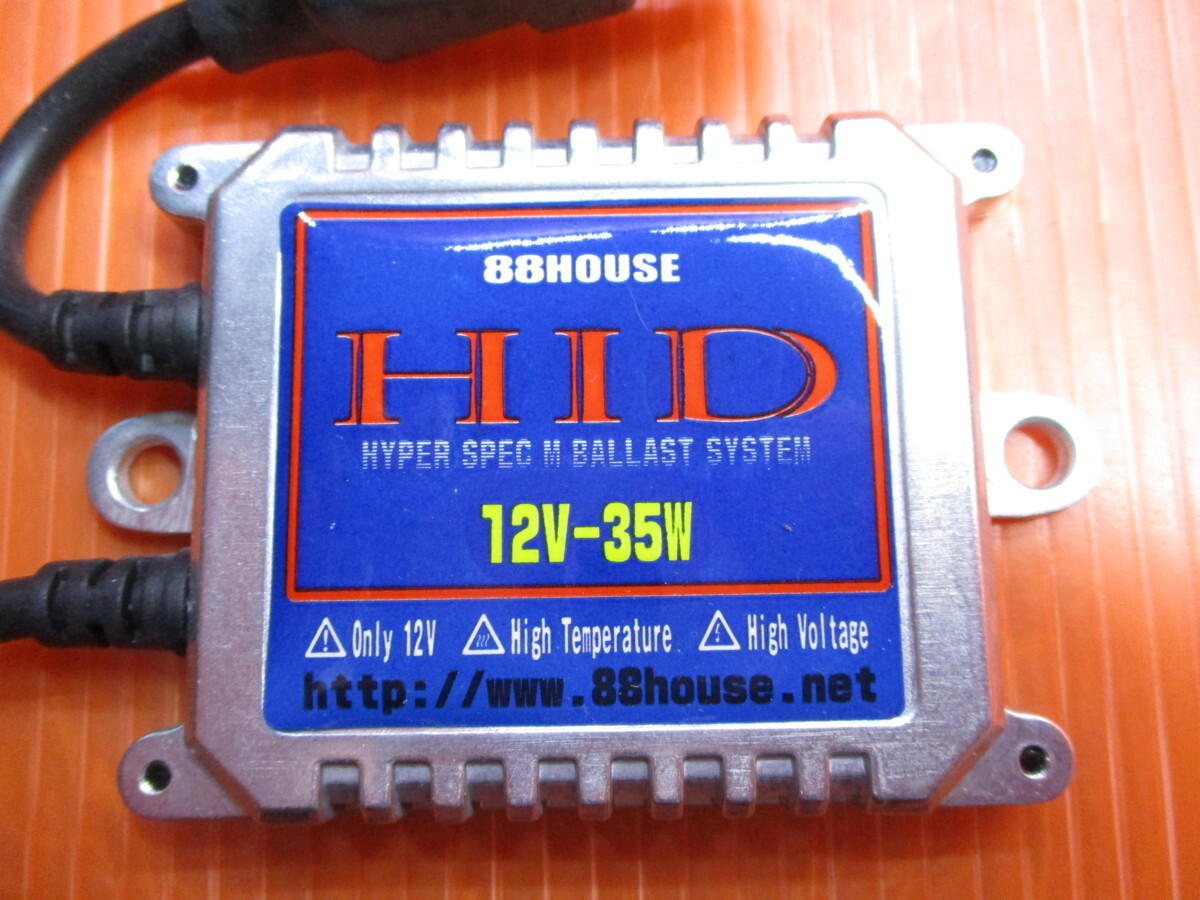 88HOUSE
HID
HYPER SPEC M BALLAST SYSTEM
12V-35W
Only 12V High Temperature High Voltage
http://www.88house.net